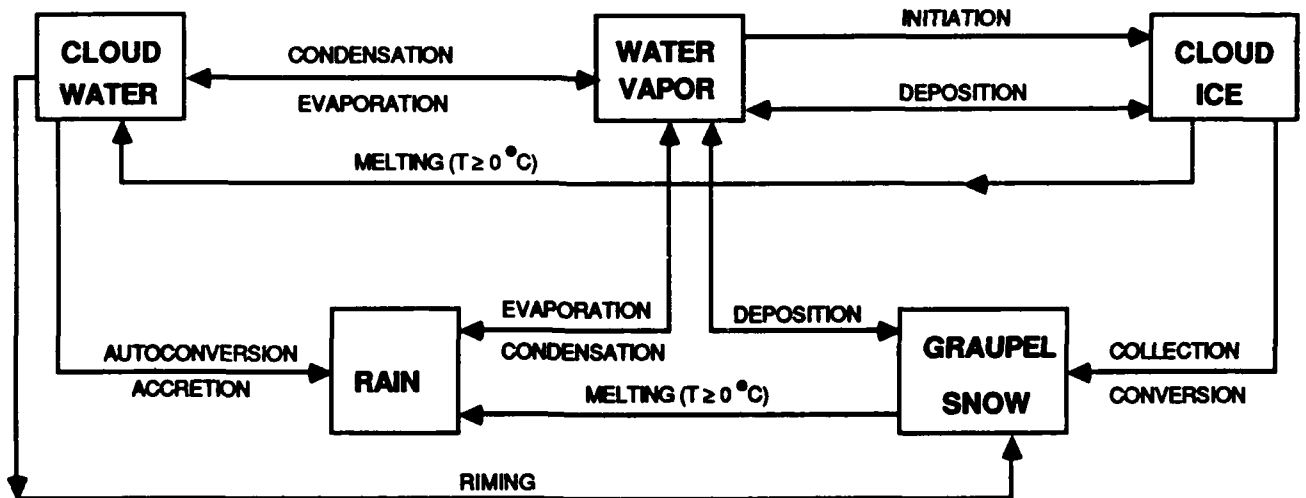 CLOUD
WATER
CONDENSATION
EVAPORATION
WATER
VAPOR
INITIATION
DEPOSITION
CLOUD
ICE
MELTING (T ≥ 0 °C)
EVAPORATION
CONDENSATION
DEPOSITION
AUTOCONVERSION
ACCRETION
RAIN
MELTING (T ≥ 0 °C)
GRAUPEL
SNOW
COLLECTION
CONVERSION
RIMING